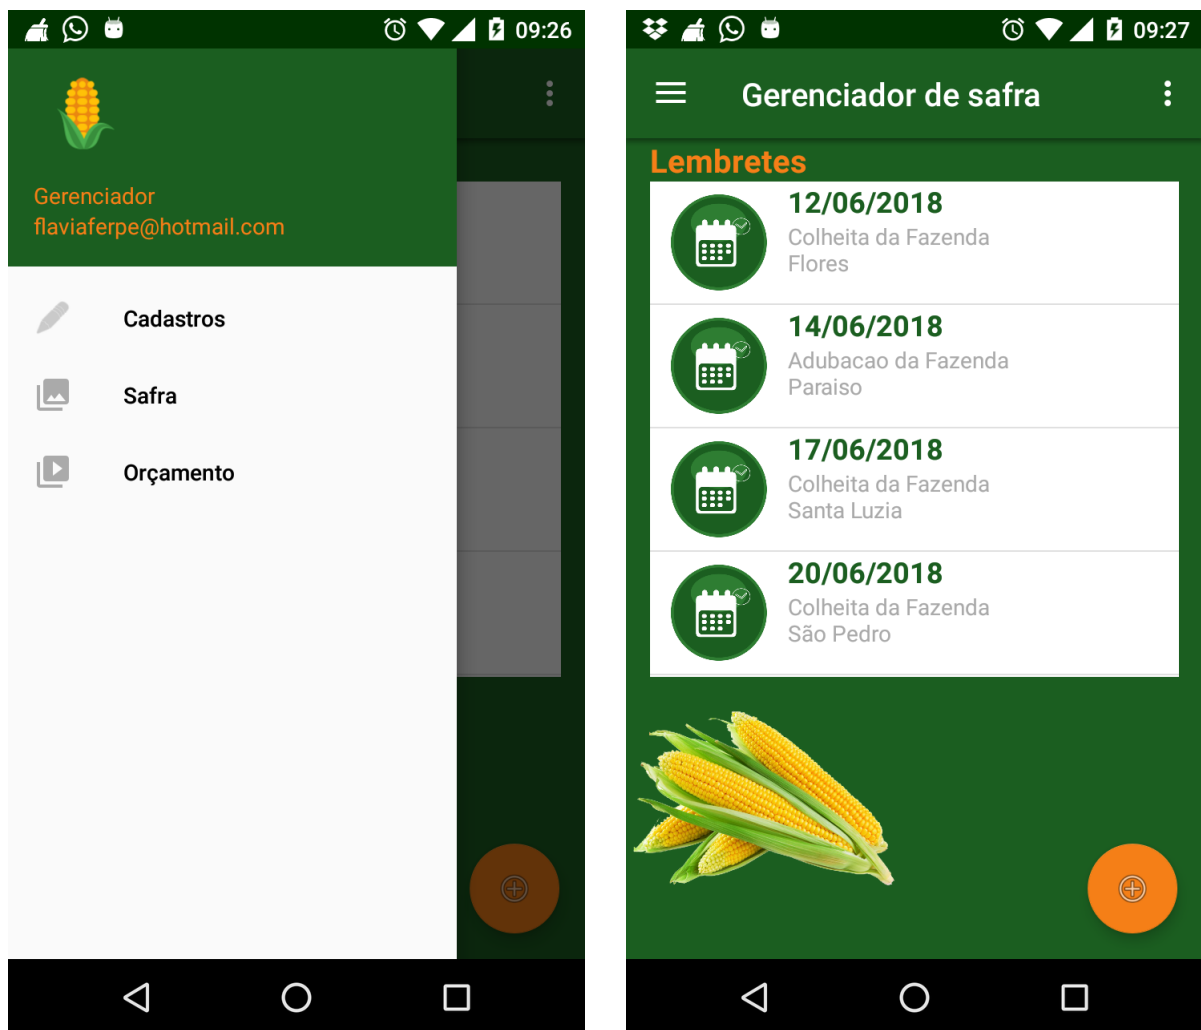 09:26
Gerenciador
flaviaferpe@hotmail.com
Cadastros
Safra
Orçamento
09:27
Gerenciador de safra
Lembretes
12/06/2018
Colheita da Fazenda
Flores
14/06/2018
Adubacao da Fazenda
Paraiso
17/06/2018
Colheita da Fazenda
Santa Luzia
20/06/2018
Colheita da Fazenda
São Pedro